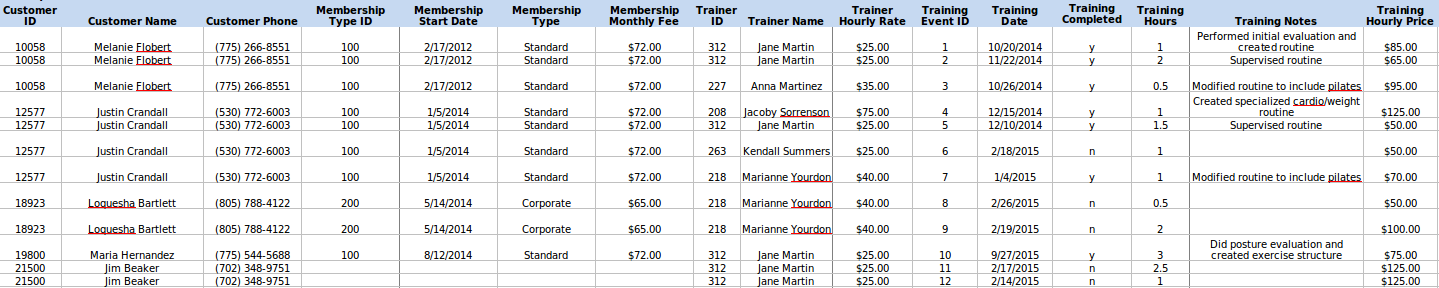 Customer ID Customer Name Customer Phone Membership Type ID Membership Start Date Membership Type Membership Monthly Fee Trainer ID Trainer Name Trainer Hourly Rate Training Event ID Training Date Training Completed Training Hours Training Notes Training Hourly Price
10058 Melanie Flobert (775) 266-8551 100 2/17/2012 Standard $72.00 312 Jane Martin $25.00 1 10/20/2014 y 1 Performed initial evaluation and created routine $85.00
10058 Melanie Flobert (775) 266-8551 100 2/17/2012 Standard $72.00 312 Jane Martin $25.00 2 11/22/2014 y 2 Supervised routine $65.00
10058 Melanie Flobert (775) 266-8551 100 2/17/2012 Standard $72.00 227 Anna Martinez $35.00 3 10/26/2014 y 0.5 Modified routine to include pilates $95.00
12577 Justin Crandall (530) 772-6003 100 1/5/2014 Standard $72.00 208 Jacoby Sorrenson $75.00 4 12/15/2014 y 1 Created specialized cardio/weight routine $125.00
12577 Justin Crandall (530) 772-6003 100 1/5/2014 Standard $72.00 312 Jane Martin $25.00 5 12/10/2014 y 1.5 Supervised routine $50.00
12577 Justin Crandall (530) 772-6003 100 1/5/2014 Standard $72.00 263 Kendall Summers $25.00 6 2/18/2015 n 1 $50.00
12577 Justin Crandall (530) 772-6003 100 1/5/2014 Standard $72.00 218 Marianne Yourdon $40.00 7 1/4/2015 y 1 Modified routine to include pilates $70.00
18923 Loquesha Bartlett (805) 788-4122 200 5/14/2014 Corporate $65.00 218 Marianne Yourdon $40.00 8 2/26/2015 n 0.5 $50.00
18923 Loquesha Bartlett (805) 788-4122 200 5/14/2014 Corporate $65.00 218 Marianne Yourdon $40.00 9 2/19/2015 n 2 $100.00
19800 Maria Hernandez (775) 544-5688 100 8/12/2014 Standard $72.00 312 Jane Martin $25.00 10 9/27/2015 y 3 Did posture evaluation and created exercise structure $75.00
21500 Jim Beaker (702) 348-9751 312 Jane Martin $25.00 11 2/17/2015 n 2.5 $125.00
21500 Jim Beaker (702) 348-9751 312 Jane Martin $25.00 12 2/14/2015 n 1 $125.00